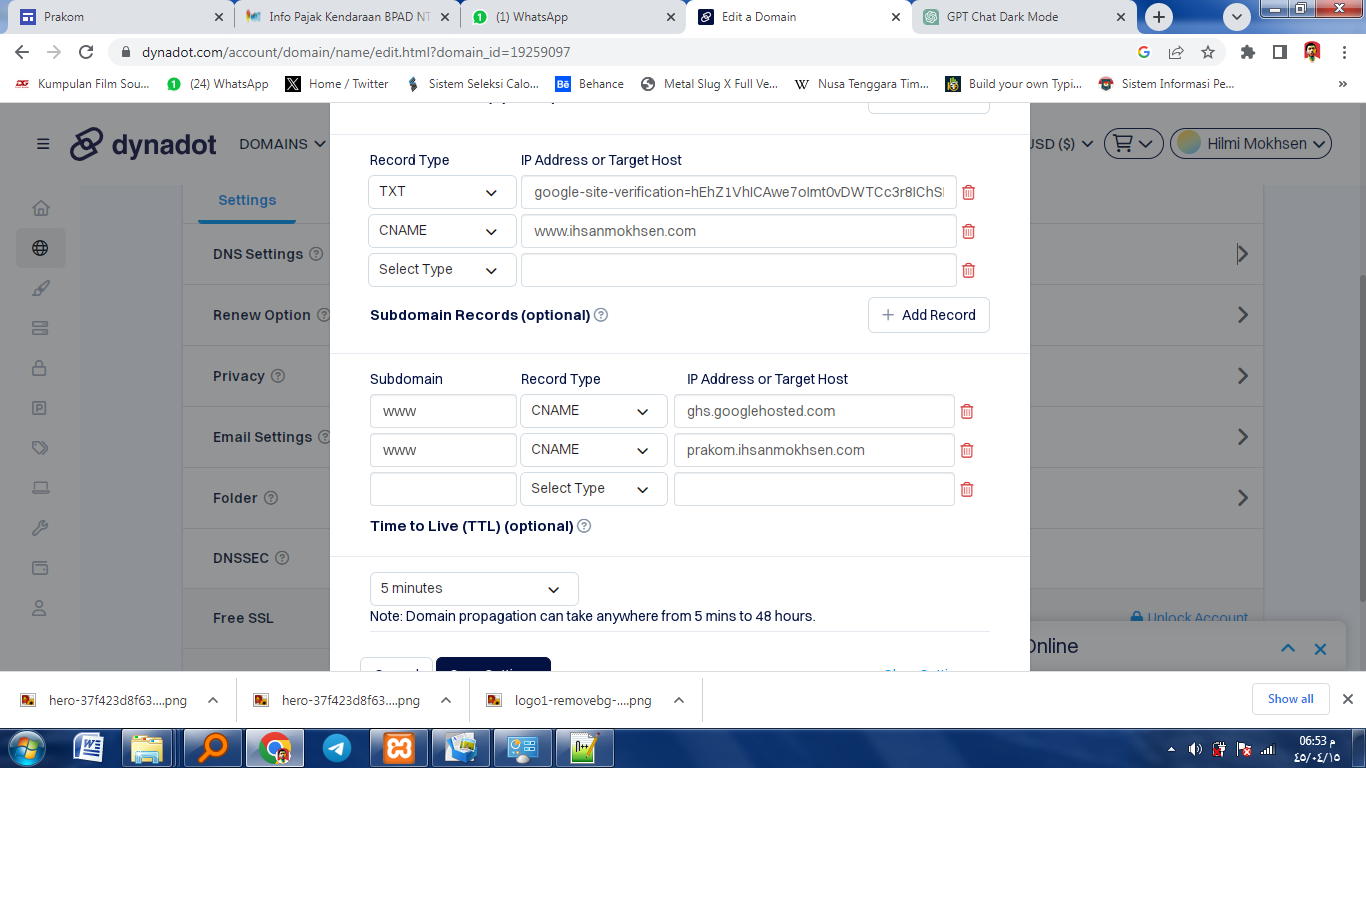 Prakom
Info Pajak Kendaraan BPAD NT
(1) WhatsApp
Edit a Domain
GPT Chat Dark Mode
dynadot.com/account/domain/name/edit.html?domain_id=19259097
Kumpulan Film Sou...
(24) WhatsApp
Home / Twitter
Sistem Seleksi Calo...
Behance
Metal Slug X Full Ve...
Nusa Tenggara Tim...
Build your own Typi...
Sistem Informasi Pe...
dynadot
DOMAINS
USD ($)
Hilmi Mokhsen
Settings
DNS Settings
Renew Option
Privacy
Email Settings
Folder
DNSSEC
Free SSL
Unlock Account
Record Type IP Address or Target Host
TXT google-site-verification=hEhZ1VhICAwe7oImt0vDWTCc3r8IChS
CNAME www.ihsanmokhsen.com
Select Type
Subdomain Records (optional)
+ Add Record
Subdomain Record Type IP Address or Target Host
www CNAME ghs.googlehosted.com
www CNAME prakom.ihsanmokhsen.com
Select Type
Time to Live (TTL) (optional)
5 minutes
Note: Domain propagation can take anywhere from 5 mins to 48 hours.
Online
hero-37f423d8f63....png
hero-37f423d8f63....png
logo1-removebg-....png
Show all
06:53 م
٤٥/٠٤/١٥